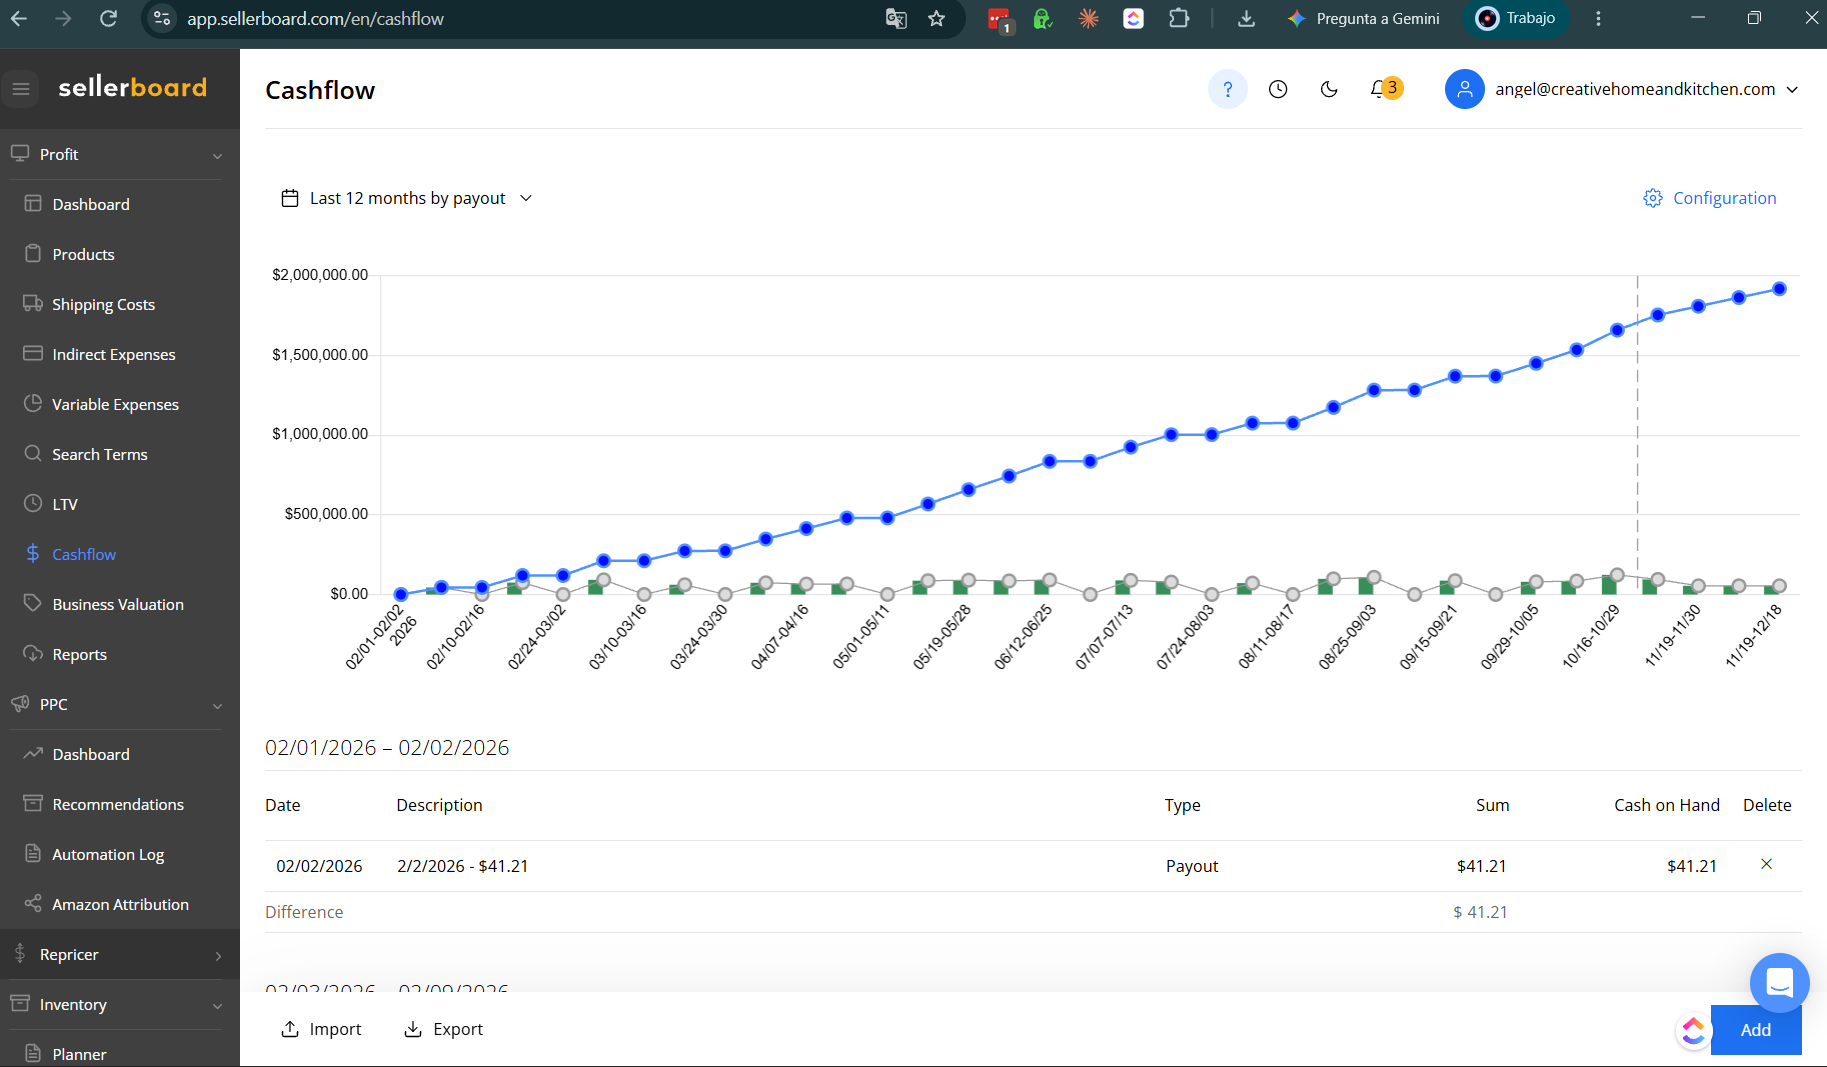 app.sellerboard.com/en/cashflow
1
Pregunta a Gemini
Trabajo
sellerboard
Cashflow
?
3
angel@creativehomeandkitchen.com
Profit
Dashboard
Products
Shipping Costs
Indirect Expenses
Variable Expenses
Search Terms
LTV
Cashflow
Business Valuation
Reports
PPC
Dashboard
Recommendations
Automation Log
Amazon Attribution
Repricer
Inventory
Planner
Last 12 months by payout
Configuration
$2,000,000.00
$1,500,000.00
$1,000,000.00
$500,000.00
$0.00
02/01-02/02 2026
02/10-02/16
02/24-03/02
03/10-03/16
03/24-03/30
04/07-04/16
05/01-05/11
05/19-05/28
06/12-06/25
07/07-07/13
07/24-08/03
08/11-08/17
08/25-09/03
09/15-09/21
09/29-10/05
10/16-10/29
11/19-11/30
11/19-12/18
02/01/2026 – 02/02/2026
Date Description Type Sum Cash on Hand Delete
02/02/2026 2/2/2026 - $41.21 Payout $41.21 $41.21
Difference $ 41.21
02/03/2026 – 02/09/2026
Import Export Add